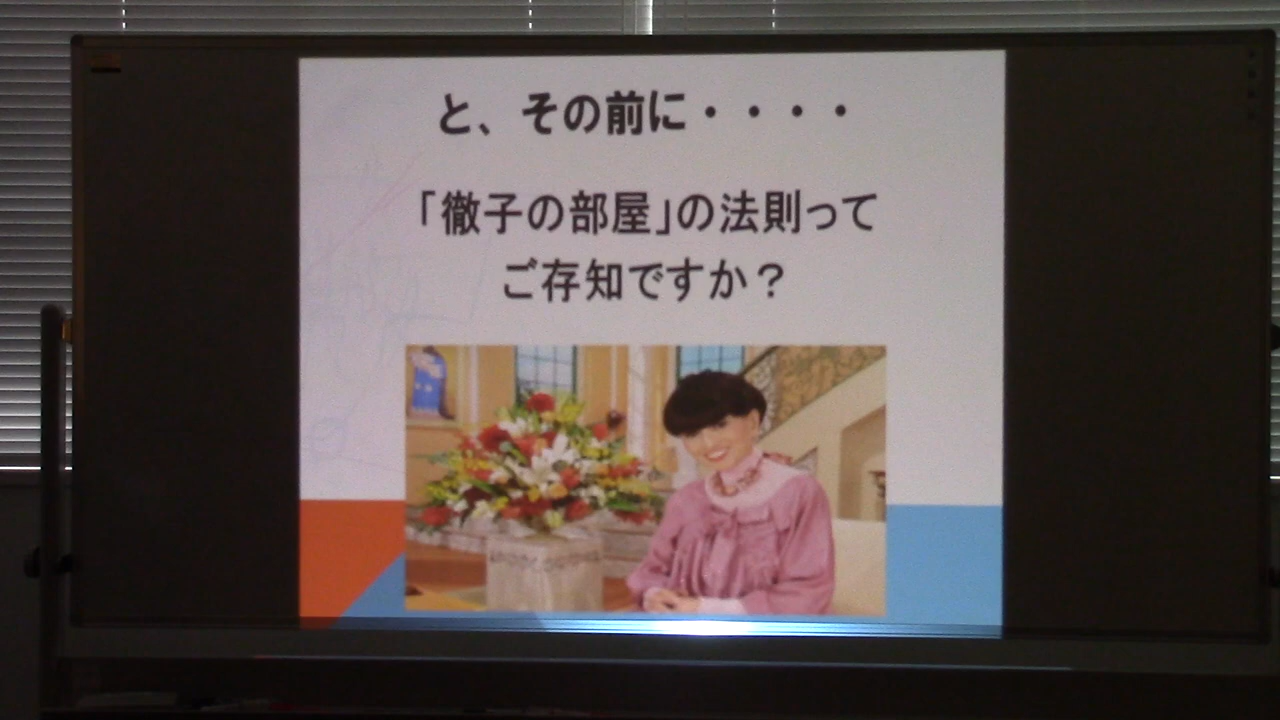 と、その前に・・・・
「徹子の部屋」の法則って
ご存知ですか？